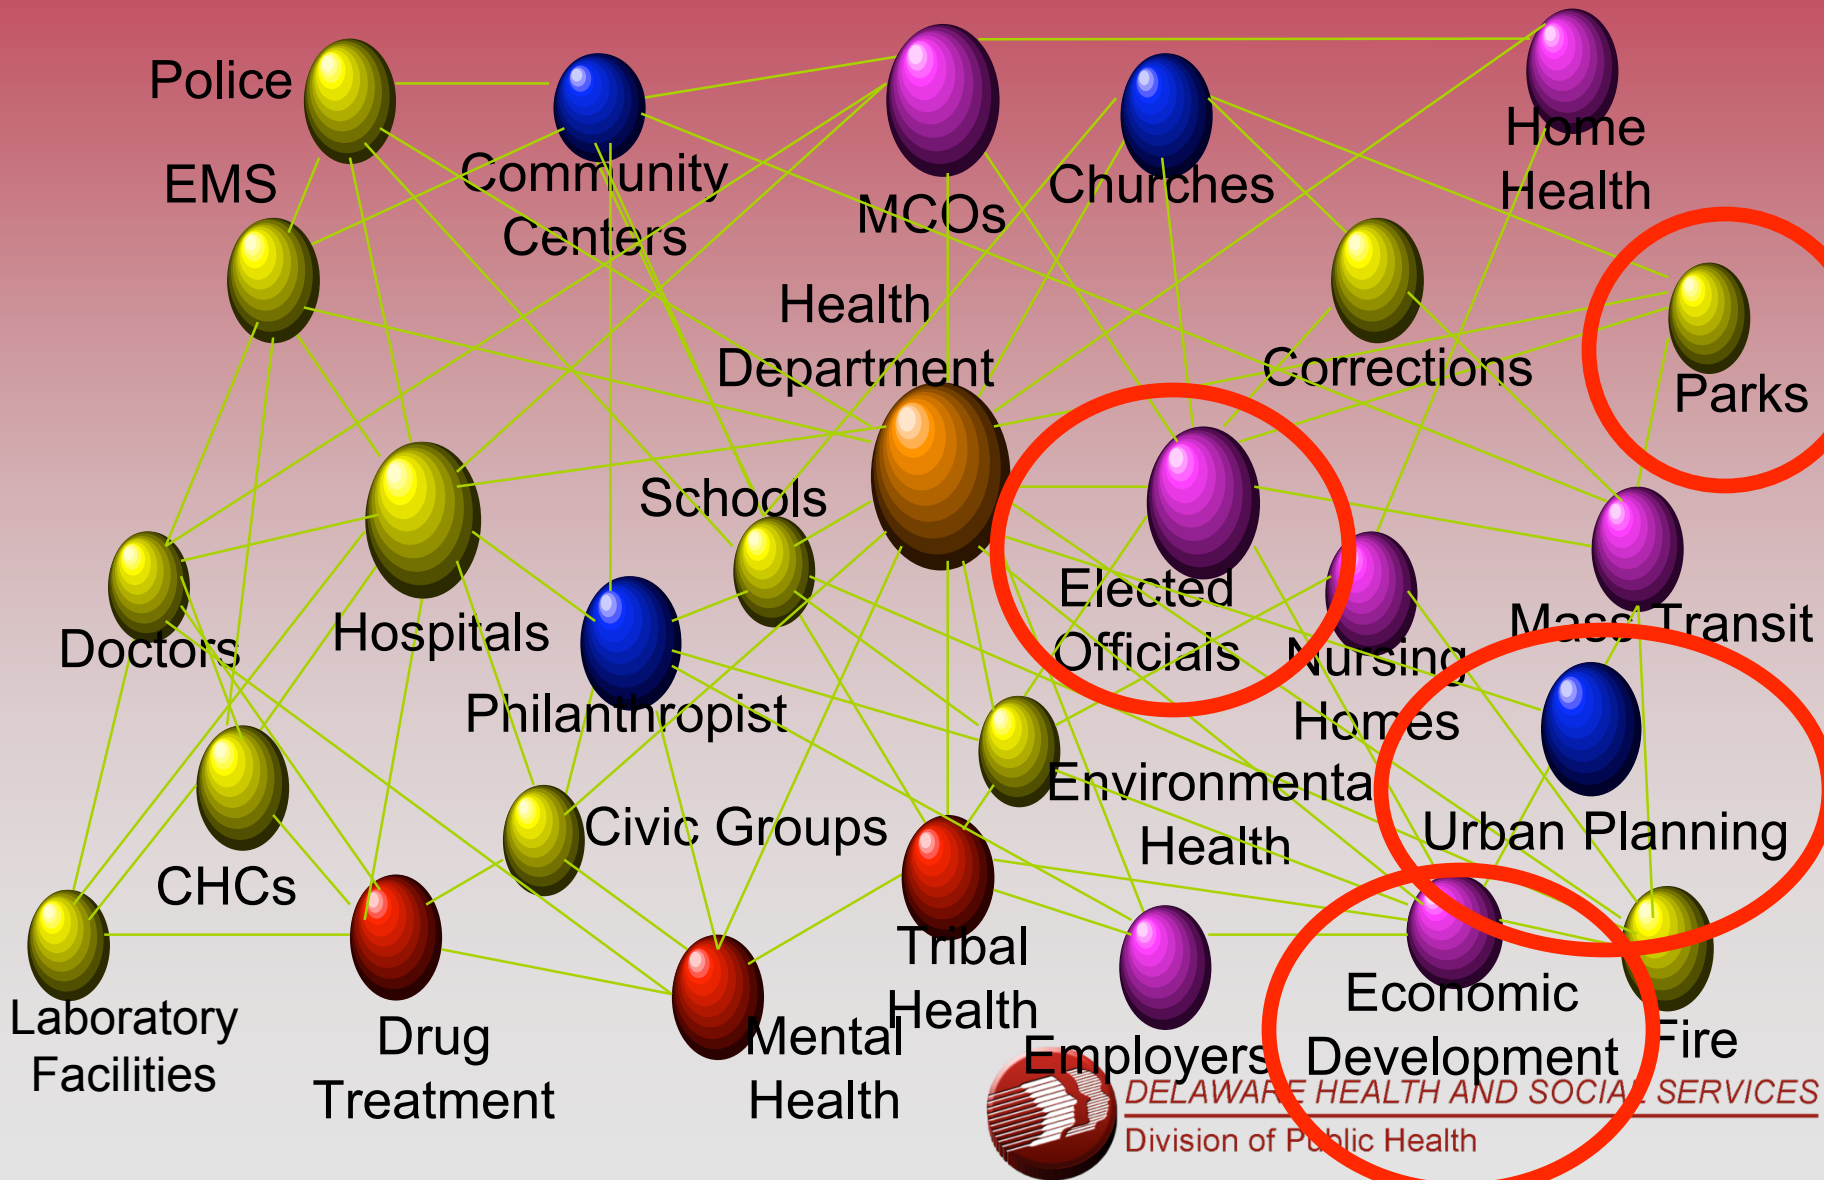 Police
EMS
Community
Centers
MCOs
Churches
Home
Health
Health
Department
Corrections
Parks
Schools
Doctors
Hospitals
Philanthropist
Elected
Officials
Nursing
Homes
Mass Transit
Environmenta
Health
Urban Planning
Civic Groups
CHCs
Laboratory
Facilities
Drug
Treatment
Mental
Health
Tribal
Health
Employers
Economic
Development
Fire
DELAWARE HEALTH AND SOCIAL SERVICES
Division of Public Health